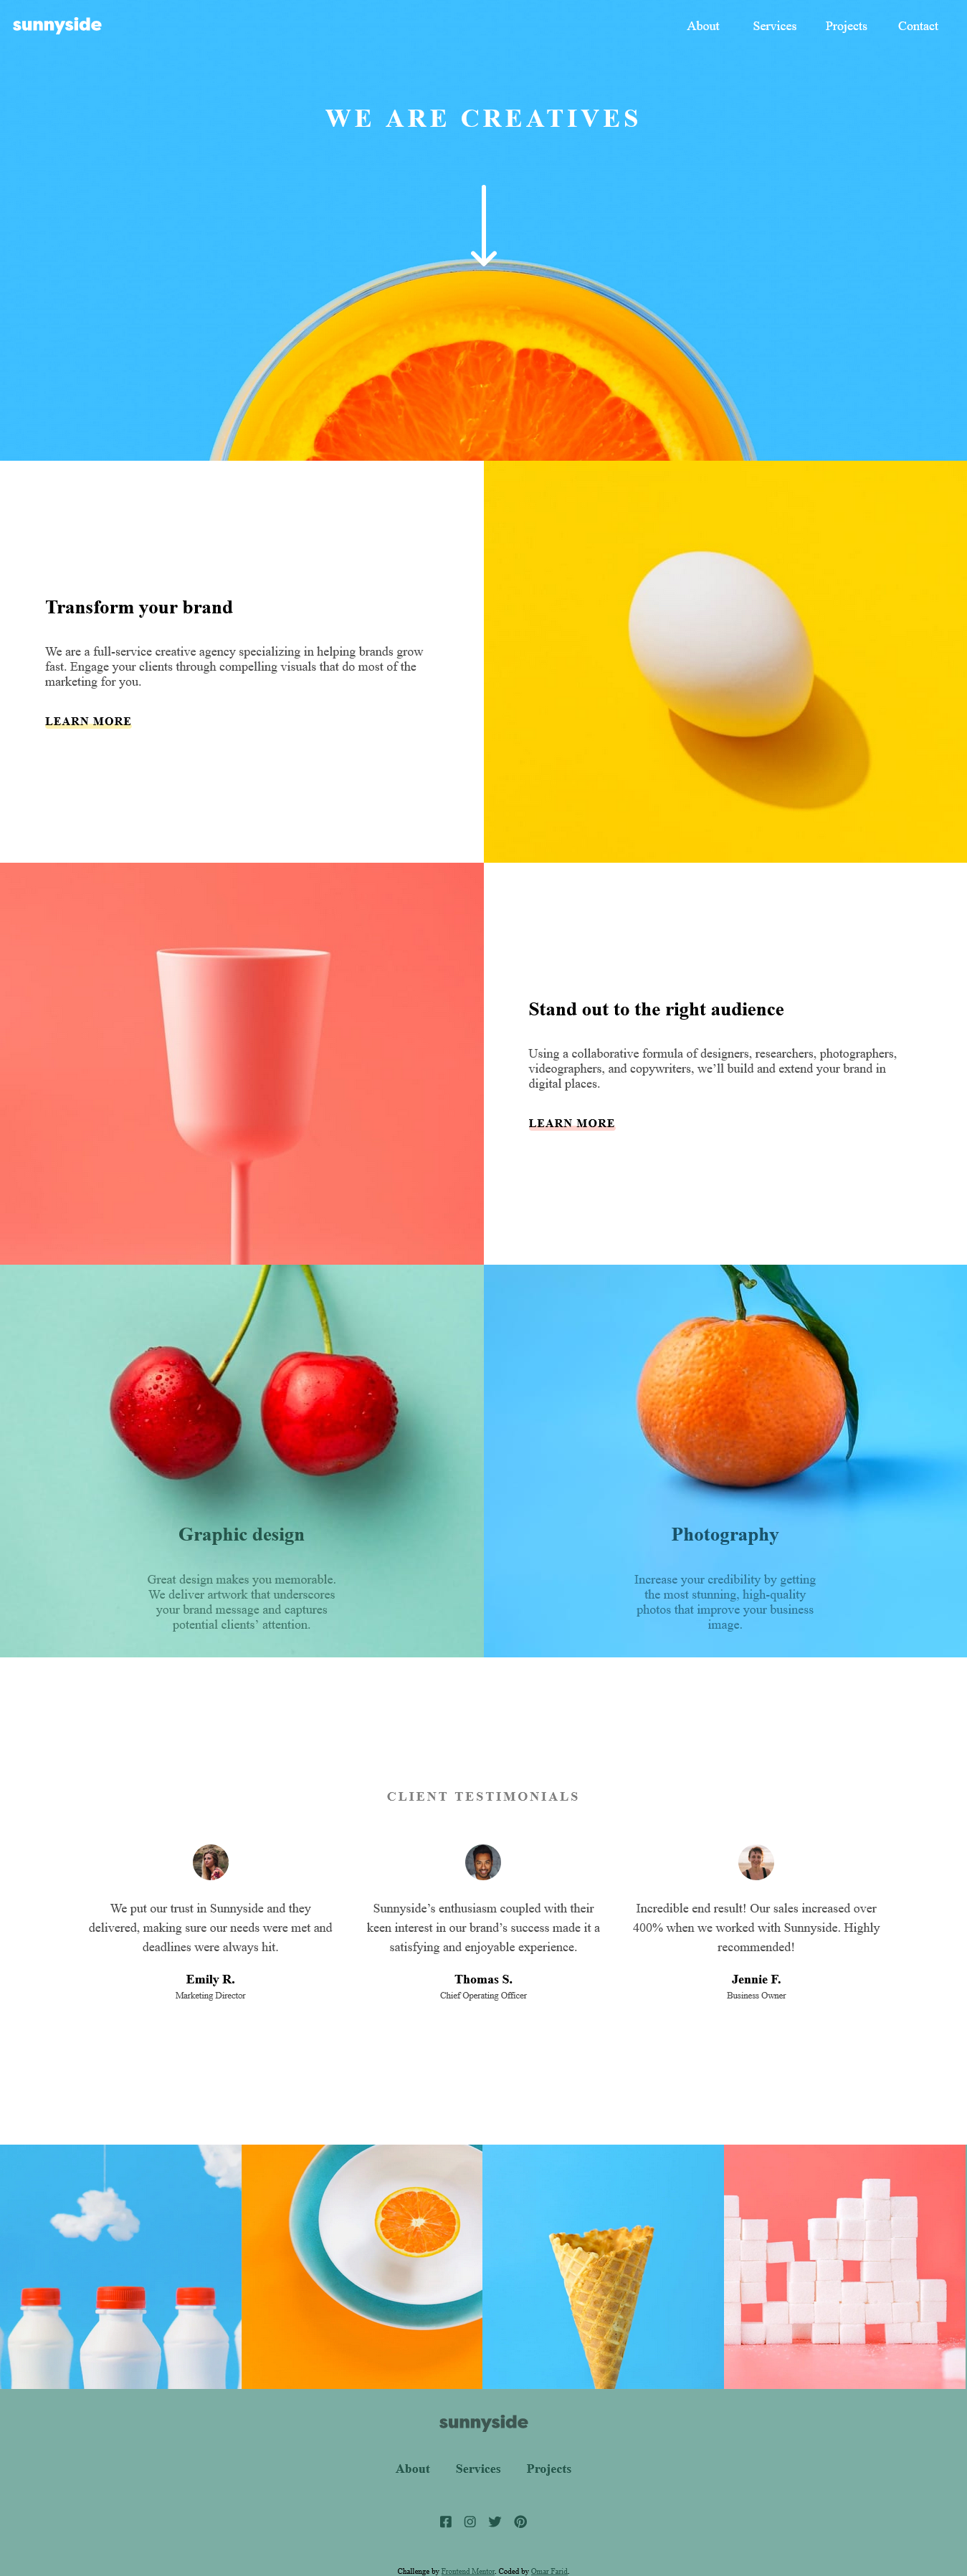 sunnyside
About Services Projects Contact
WE ARE CREATIVES
Transform your brand
We are a full-service creative agency specializing in helping brands grow
fast. Engage your clients through compelling visuals that do most of the
marketing for you.
LEARN MORE
Stand out to the right audience
Using a collaborative formula of designers, researchers, photographers,
videographers, and copywriters, we’ll build and extend your brand in
digital places.
LEARN MORE
Graphic design
Great design makes you memorable.
We deliver artwork that underscores
your brand message and captures
potential clients’ attention.
Photography
Increase your credibility by getting
the most stunning, high-quality
photos that improve your business
image.
CLIENT TESTIMONIALS
We put our trust in Sunnyside and they
delivered, making sure our needs were met and
deadlines were always hit.
Emily R.
Marketing Director
Sunnyside’s enthusiasm coupled with their
keen interest in our brand’s success made it a
satisfying and enjoyable experience.
Thomas S.
Chief Operating Officer
Incredible end result! Our sales increased over
400% when we worked with Sunnyside. Highly
recommended!
Jennie F.
Business Owner
sunnyside
About Services Projects
Challenge by Frontend Mentor. Coded by Omar Farid.